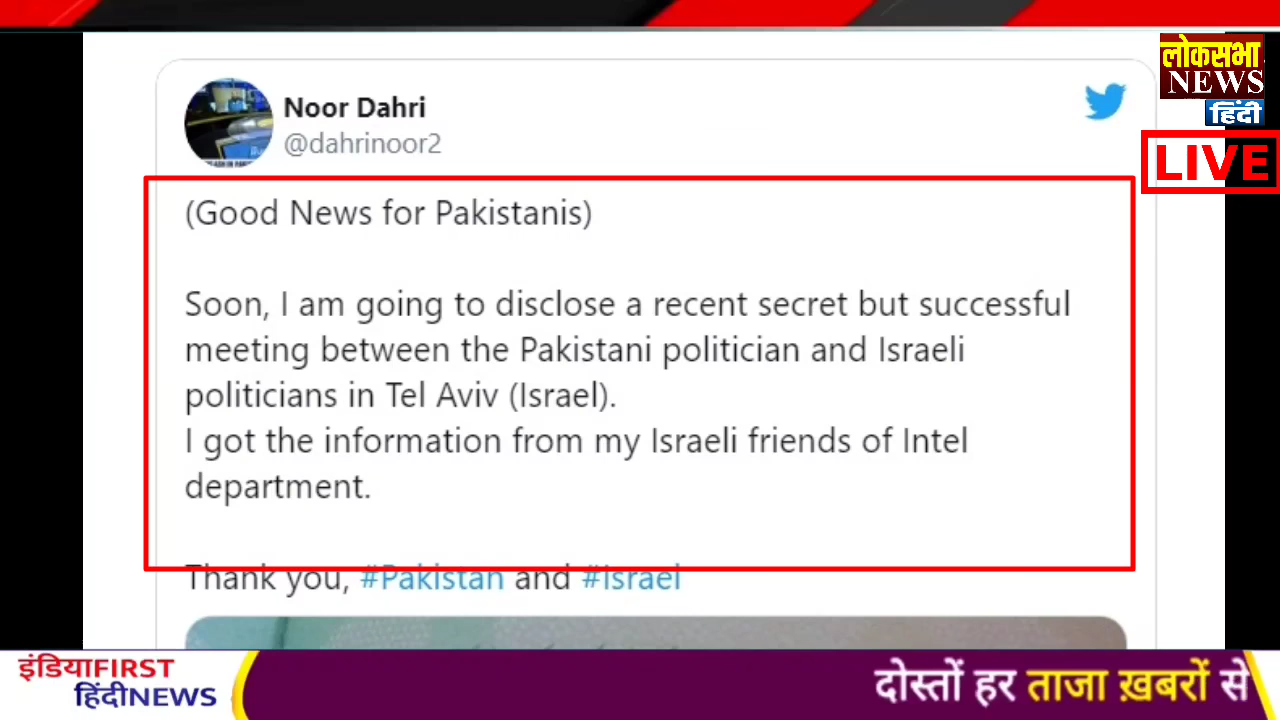 लोकसभा
NEWS
हिंदी
LIVE
Noor Dahri
@dahrinoor2
(Good News for Pakistanis)
Soon, I am going to disclose a recent secret but successful
meeting between the Pakistani politician and Israeli
politicians in Tel Aviv (Israel).
I got the information from my Israeli friends of Intel
department.
Thank you, #Pakistan and #Israel
इंडियाFIRST
हिंदीNEWS
दोस्तों हर ताजा ख़बरों से